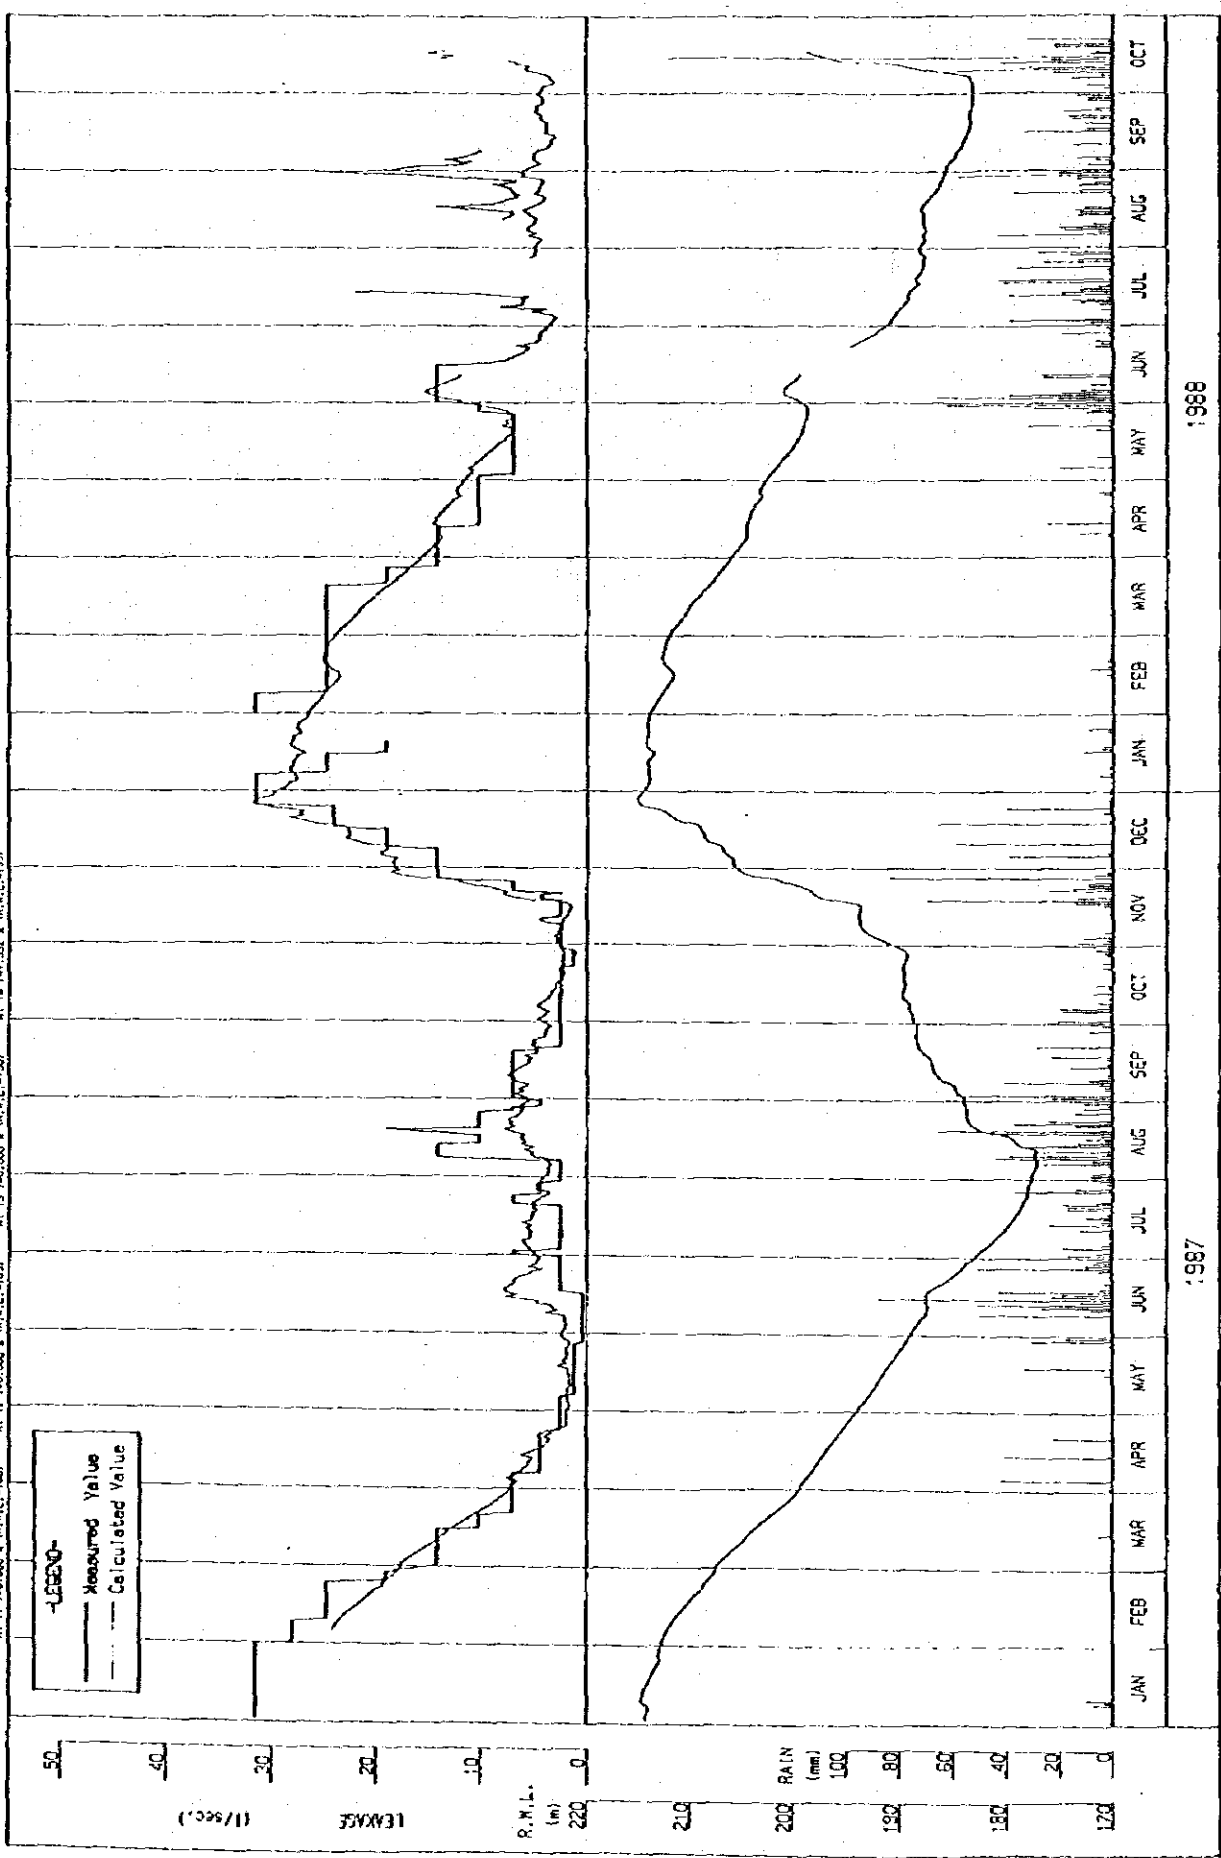 -LEGEND-
Measured Value
Calculated Value
LEAKAGE
(l/sec.)
50
40
30
20
10
0
R.W.L.
(m)
220
210
200
190
180
170
RAIN
(mm)
100
80
60
40
20
0
JAN
FEB
MAR
APR
MAY
JUN
JUL
AUG
SEP
OCT
NOV
DEC
JAN
FEB
MAR
APR
MAY
JUN
JUL
AUG
SEP
OCT
1987
1988